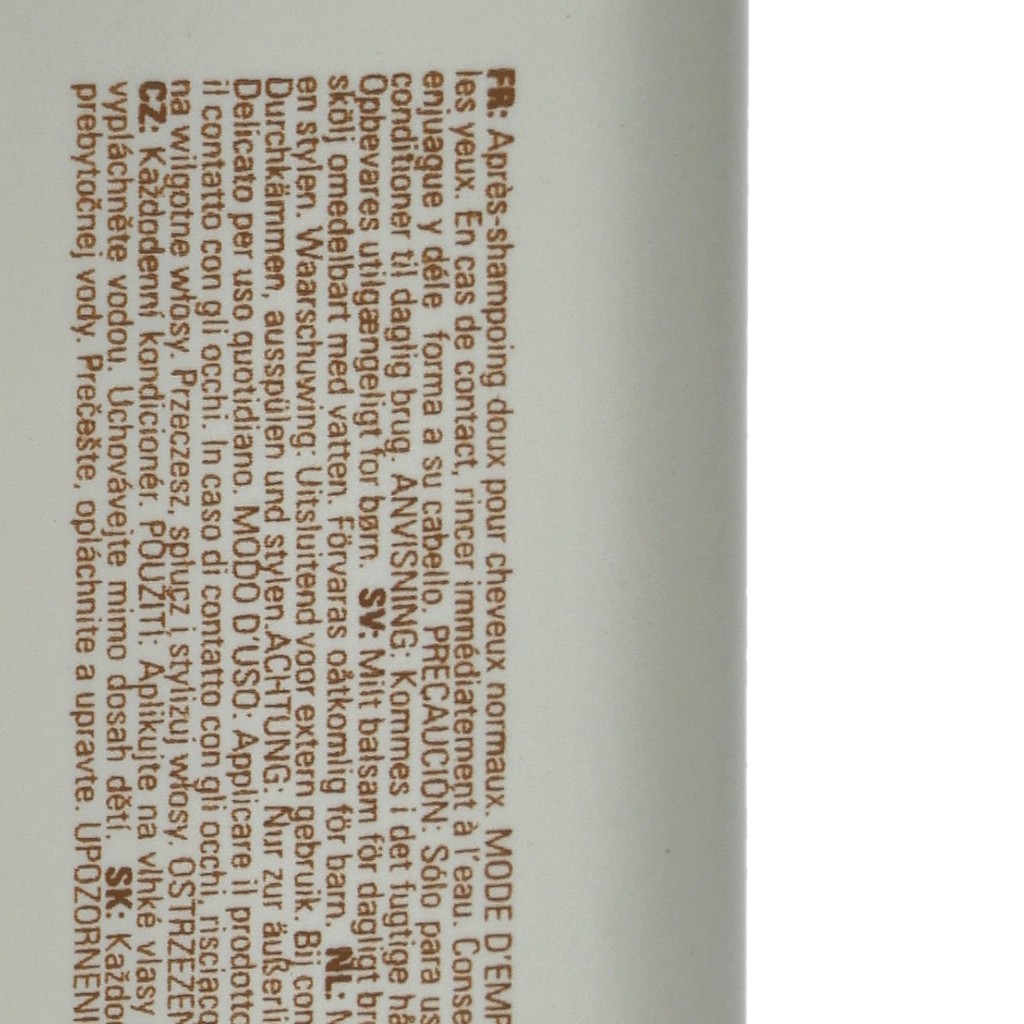 FR: Après-shampoing doux pour cheveux normaux. MODE D'EMP
les yeux. En cas de contact, rincer immédiatement à l'eau. Conse
enjuague y déle forma a su cabello. PRECAUCIÓN: Sólo para us
conditioner til daglig brug. ANVISNING: Kommes i det fugtige hå
Opbevares utilgængeligt for børn. SV: Milt balsam för dagligt br
skölj omedelbart med vatten. Förvaras oåtkomlig för barn. NL: M
en stylen. Waarschuwing: Uitsluitend voor extern gebruik. Bij con
Durchkämmen, ausspülen und stylen. ACHTUNG: Nur zur äußerli
Delicato per uso quotidiano. MODO D'USO: Applicare il prodotto
il contatto con gli occhi. In caso di contatto con gli occhi, risciacq
na wilgotne włosy. Przeczesz, spłucz i stylizuj włosy. OSTRZEŻEN
CZ: Každodenní kondicionér. POUŽITÍ: Aplikujte na vlhké vlasy
vypláchněte vodou. Uchovávejte mimo dosah dětí. SK: Každo
prebytočnej vody. Prečešte, opláchnite a upravte. UPOZORNENI